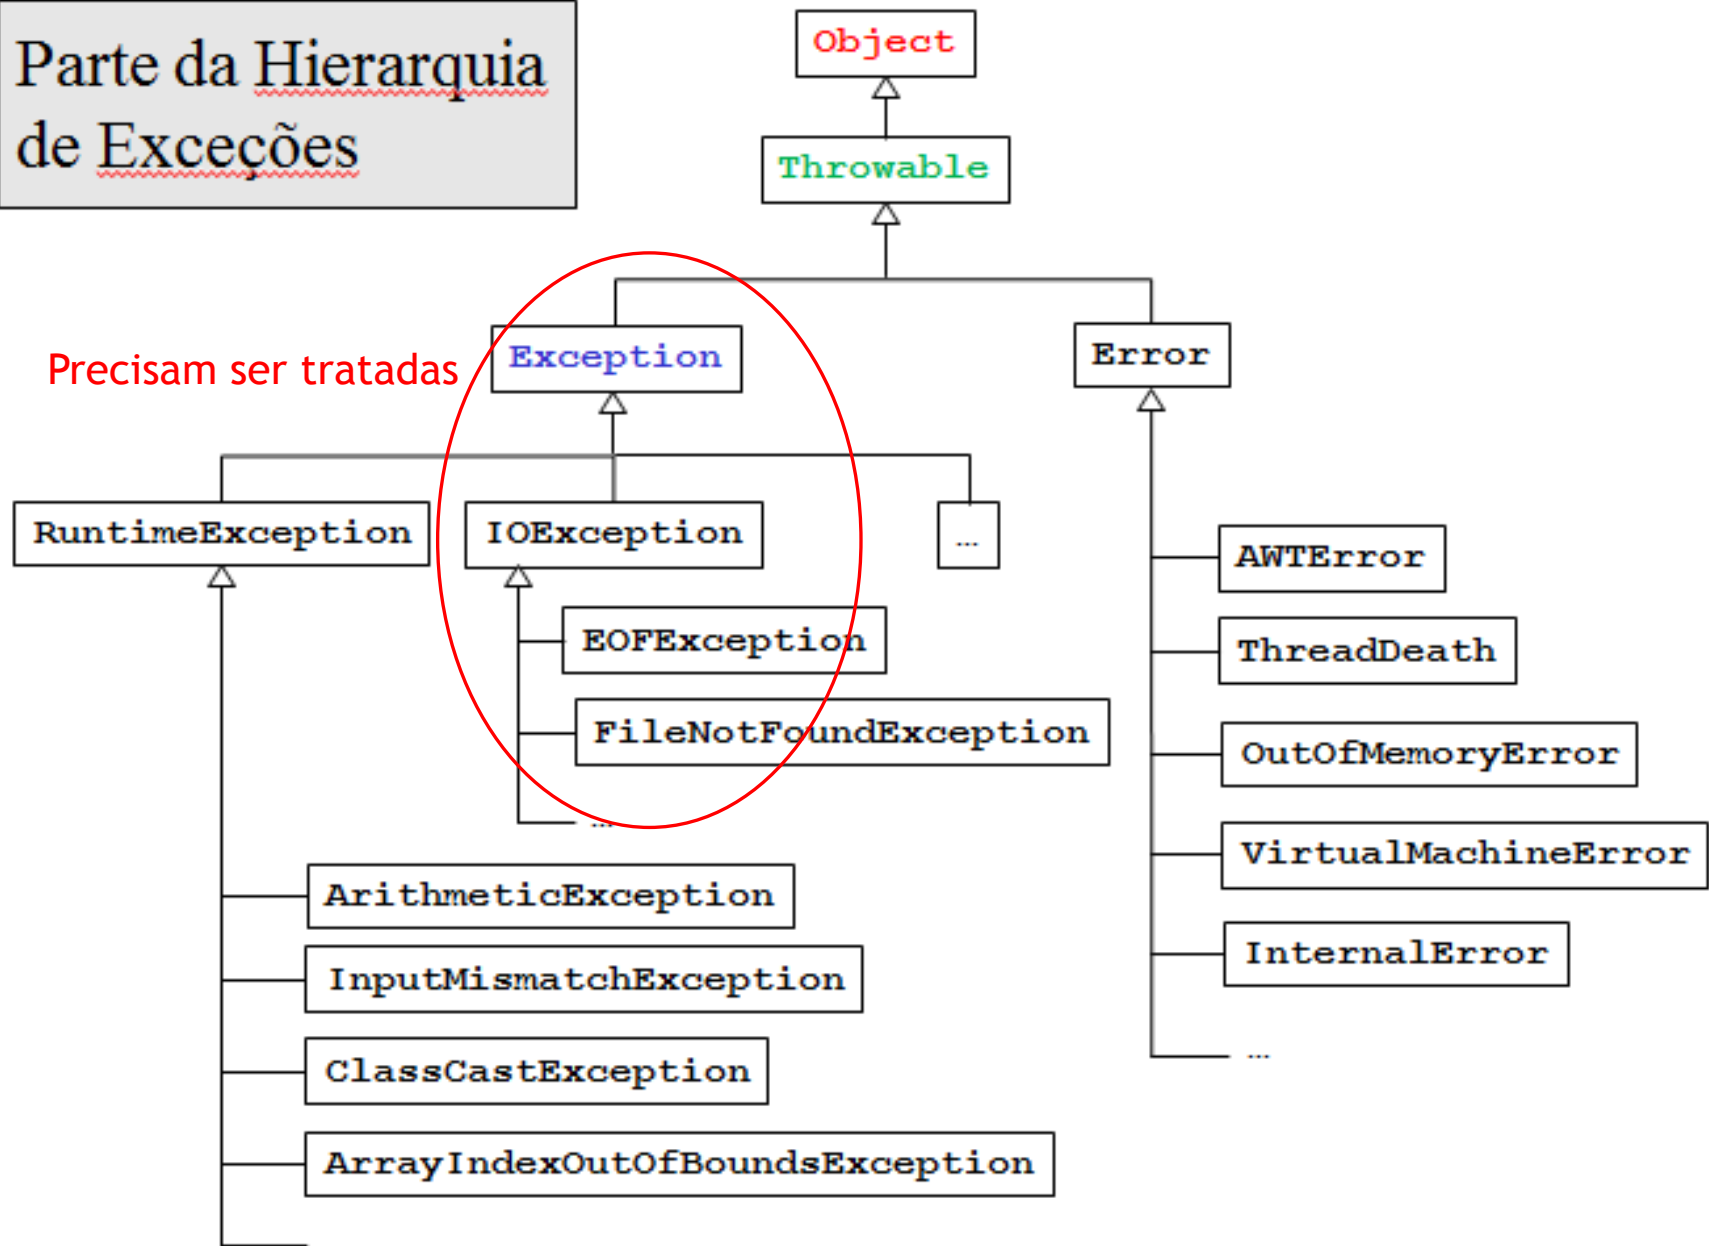 Parte da Hierarquia
de Exceções
Object
Throwable
Precisam ser tratadas
Exception
Error
RuntimeException
IOException
...
EOFException
FileNotFoundException
...
ArithmeticException
InputMismatchException
ClassCastException
ArrayIndexOutOfBoundsException
AWTError
ThreadDeath
OutOfMemoryError
VirtualMachineError
InternalError
...